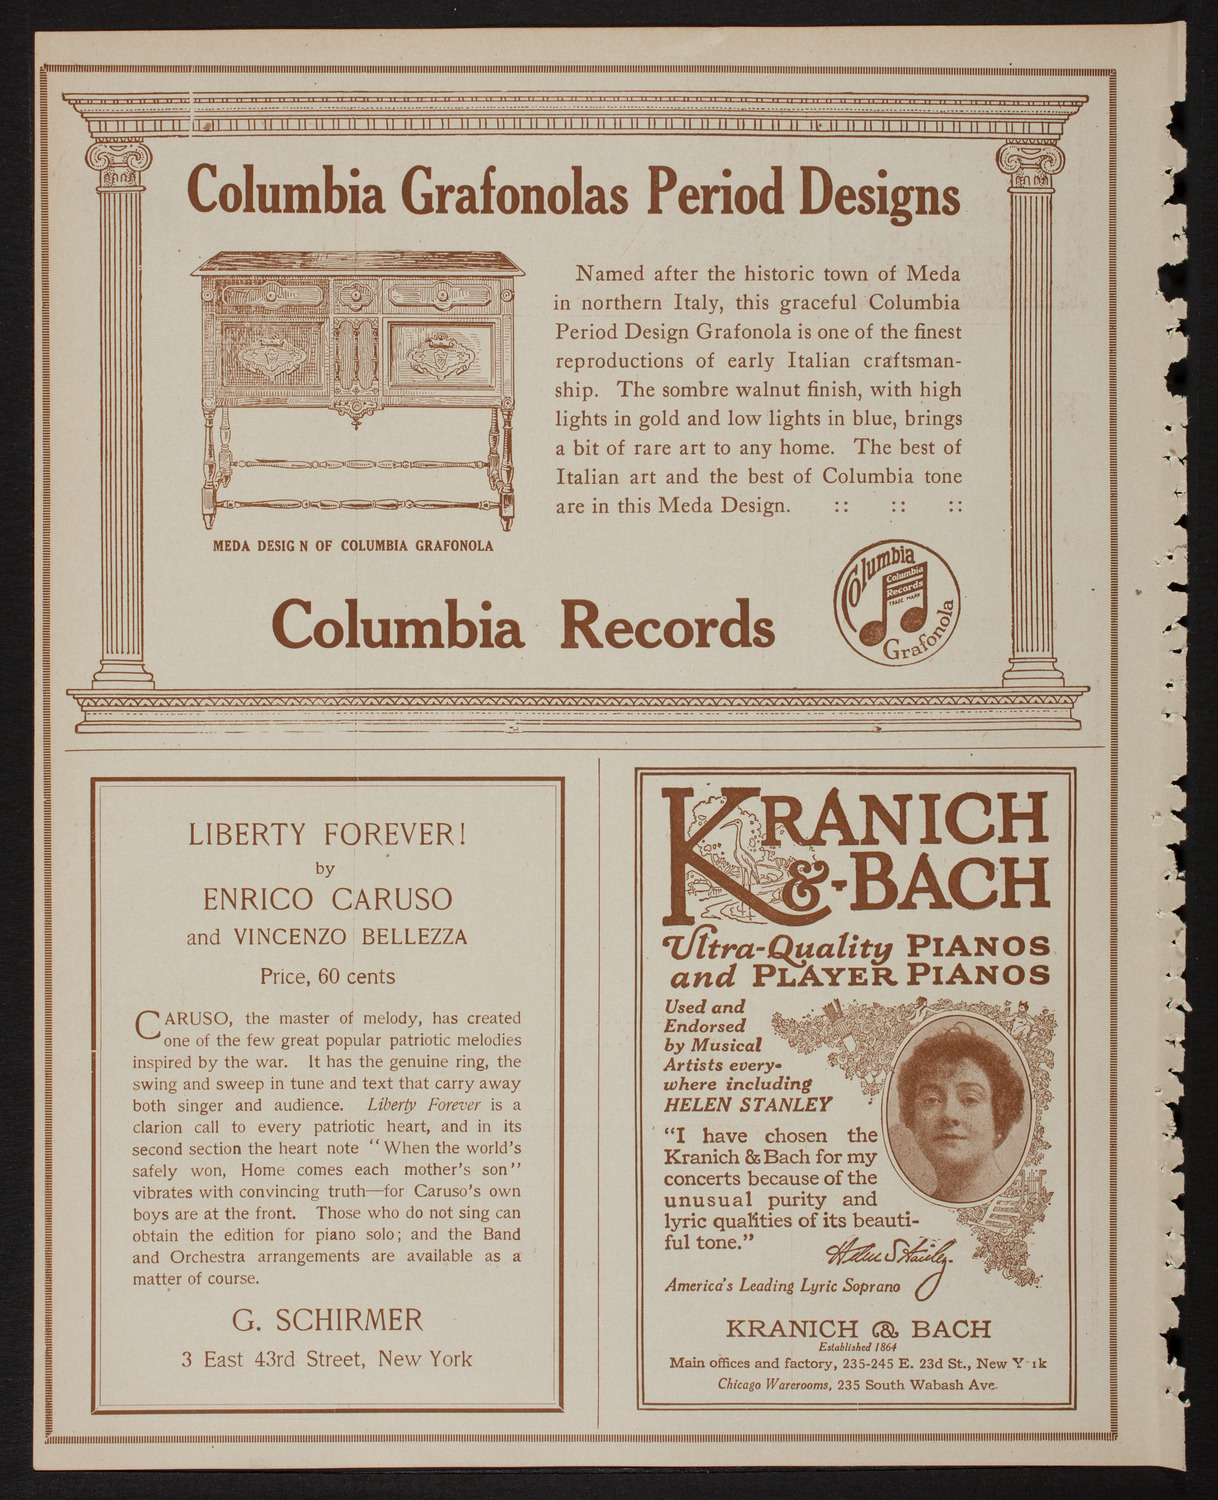 Columbia Grafonolas Period Designs
Named after the historic town of Meda
in northern Italy, this graceful Columbia
Period Design Grafonola is one of the finest
reproductions of early Italian craftsman-
ship. The sombre walnut finish, with high
lights in gold and low lights in blue, brings
a bit of rare art to any home. The best of
Italian art and the best of Columbia tone
are in this Meda Design. :: :: ::
MEDA DESIG N OF COLUMBIA GRAFONOLA
Columbia Records
Columbia
Columbia
Records
TRADE MARK
Grafonola
LIBERTY FOREVER!
by
ENRICO CARUSO
and VINCENZO BELLEZZA
Price, 60 cents
CARUSO, the master of melody, has created
one of the few great popular patriotic melodies
inspired by the war. It has the genuine ring, the
swing and sweep in tune and text that carry away
both singer and audience. Liberty Forever is a
clarion call to every patriotic heart, and in its
second section the heart note "When the world's
safely won, Home comes each mother's son"
vibrates with convincing truth—for Caruso's own
boys are at the front. Those who do not sing can
obtain the edition for piano solo; and the Band
and Orchestra arrangements are available as a
matter of course.
G. SCHIRMER
3 East 43rd Street, New York
KRANICH
&-BACH
Ultra-Quality PIANOS
and PLAYER PIANOS
Used and
Endorsed
by Musical
Artists every-
where including
HELEN STANLEY
"I have chosen the
Kranich & Bach for my
concerts because of the
unusual purity and
lyric qualities of its beauti-
ful tone."
Helen Stanley.
America's Leading Lyric Soprano
KRANICH & BACH
Established 1864
Main offices and factory, 235-245 E. 23d St., New Y rk
Chicago Warerooms, 235 South Wabash Ave.